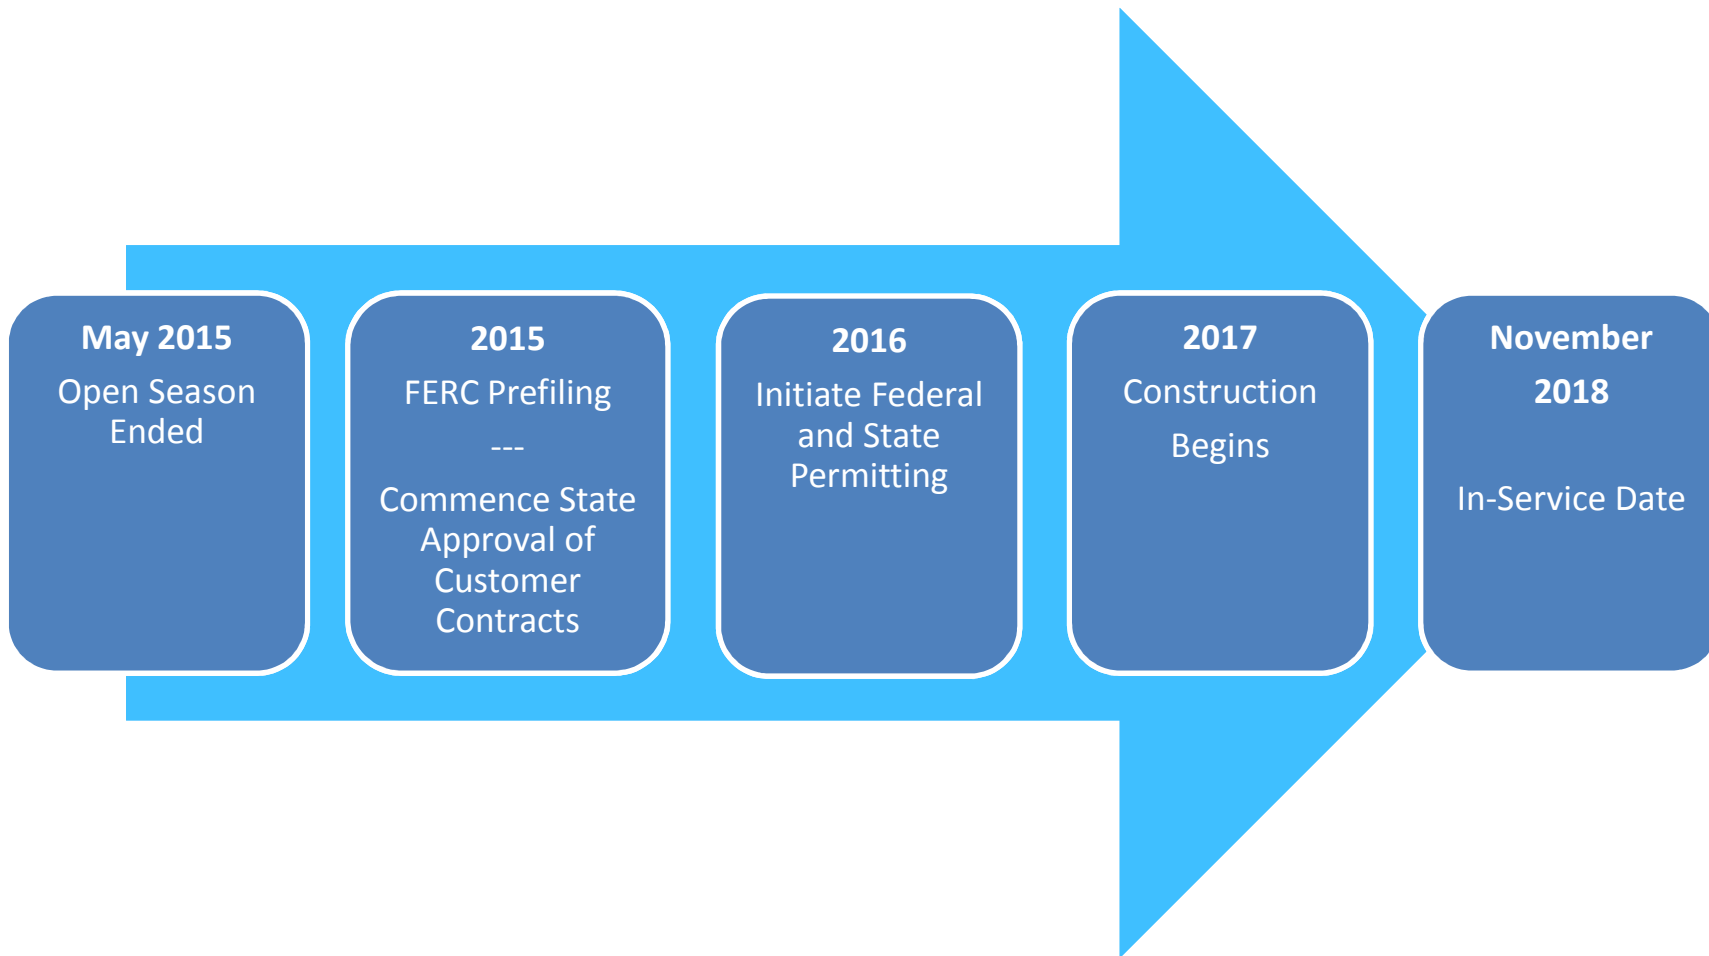 May 2015
Open Season
Ended
2015
FERC Prefiling
---
Commence State
Approval of
Customer
Contracts
2016
Initiate Federal
and State
Permitting
2017
Construction
Begins
November
2018
In-Service Date